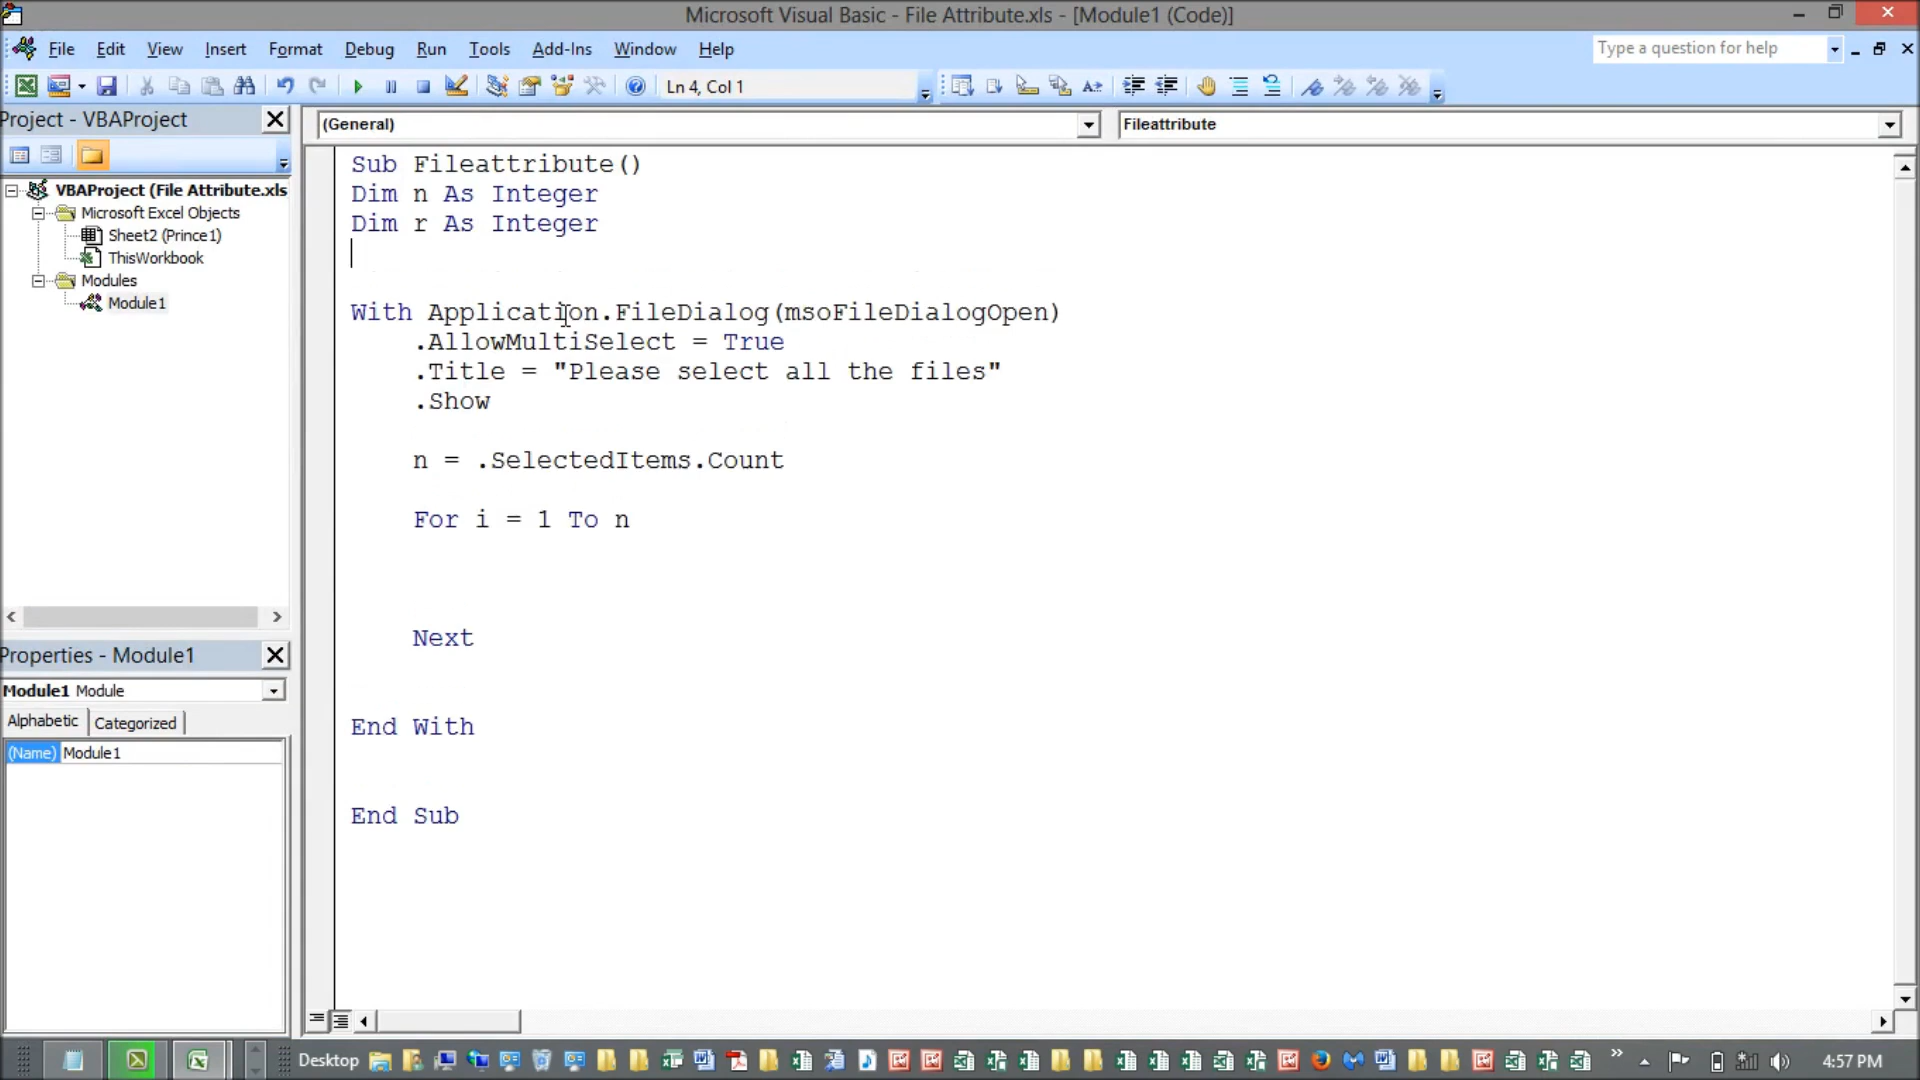 Microsoft Visual Basic - File Attribute.xls - [Module1 (Code)]
File Edit View Insert Format Debug Run Tools Add-Ins Window Help
Type a question for help
Ln 4, Col 1
Project - VBAProject
(General)
Fileattribute
VBAProject (File Attribute.xls
Microsoft Excel Objects
Sheet2 (Prince1)
ThisWorkbook
Modules
Module1
Sub Fileattribute()
Dim n As Integer
Dim r As Integer
With Application.FileDialog(msoFileDialogOpen)
.AllowMultiSelect = True
.Title = "Please select all the files"
.Show
n = .SelectedItems.Count
For i = 1 To n
Next
End With
End Sub
Properties - Module1
Module1 Module
Alphabetic Categorized
(Name) Module1
Desktop
4:57 PM